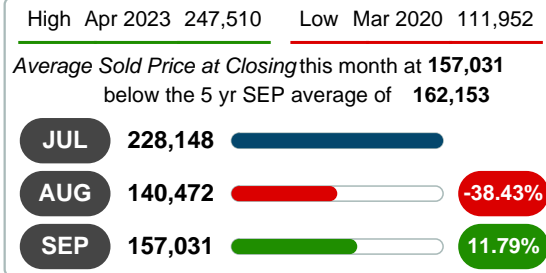 High Apr 2023 247,510 Low Mar 2020 111,952
Average Sold Price at Closing this month at 157,031
below the 5 yr SEP average of 162,153
JUL 228,148
AUG 140,472 -38.43%
SEP 157,031 11.79%